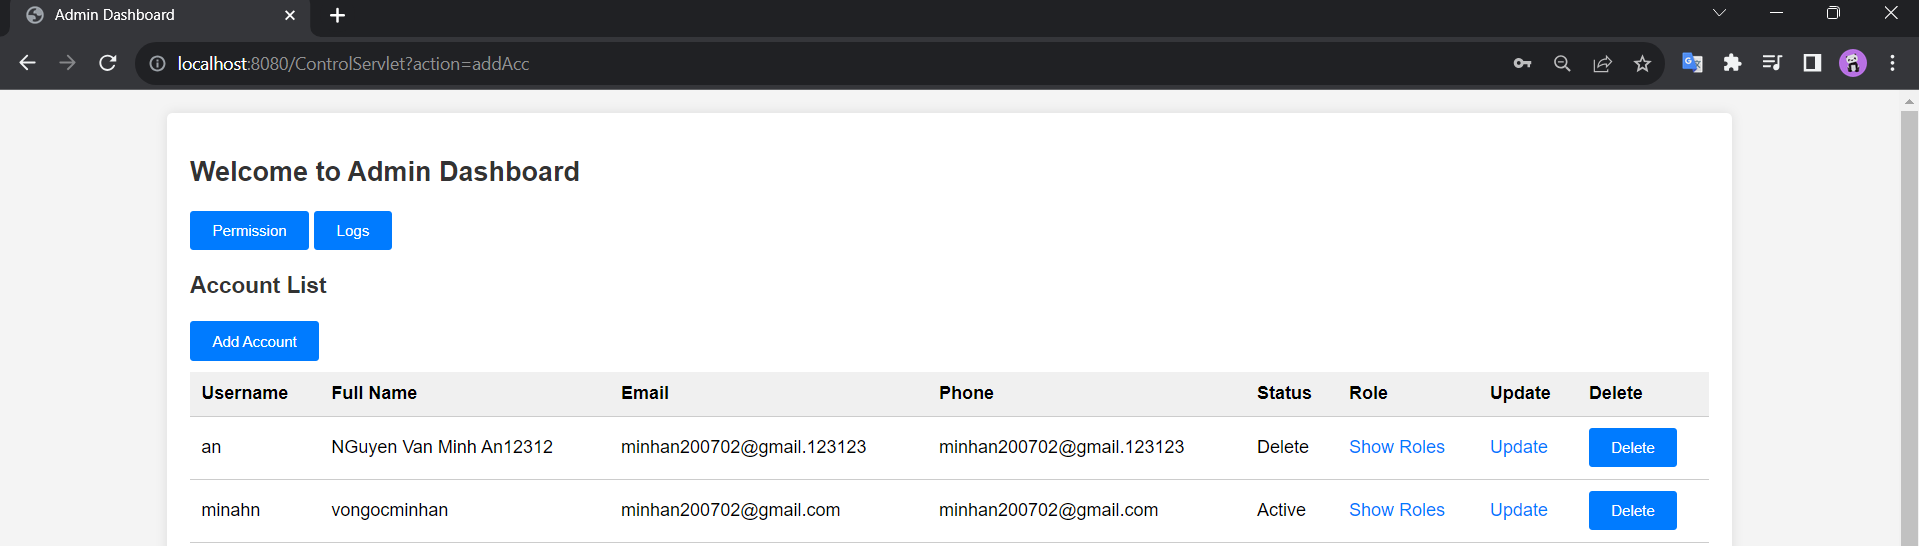 Admin Dashboard
localhost:8080/ControlServlet?action=addAcc
Welcome to Admin Dashboard
Permission Logs
Account List
Add Account
Username Full Name Email Phone Status Role Update Delete
an NGuyen Van Minh An12312 minhan200702@gmail.123123 minhan200702@gmail.123123 Delete Show Roles Update Delete
minahn vongocminhan minhan200702@gmail.com minhan200702@gmail.com Active Show Roles Update Delete